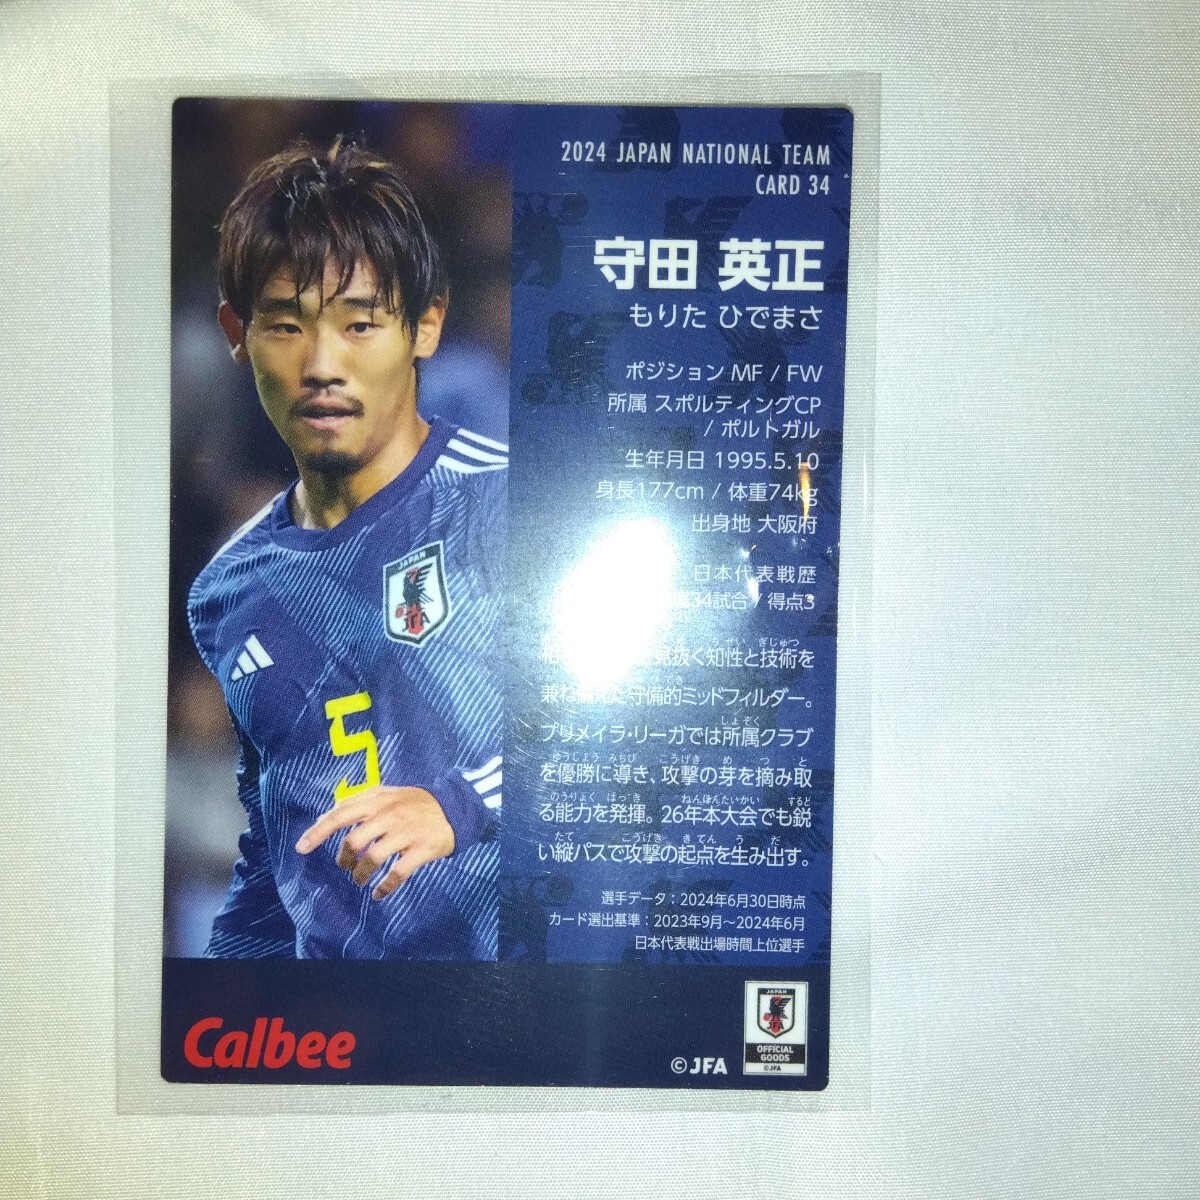 2024 JAPAN NATIONAL TEAM
CARD 34
守田 英正
もりた ひでまさ
ポジション MF / FW
所属 スポルティングCP
/ ポルトガル
生年月日 1995.5.10
身長177cm / 体重74kg
出身地 大阪府
日本代表戦歴
34試合 / 得点3
見抜く知性と技術を
兼ね備えた守備的ミッドフィルダー。
プリメイラ・リーガでは所属クラブ
を優勝に導き、攻撃の芽を摘み取
る能力を発揮。26年本大会でも鋭
い縦パスで攻撃の起点を生み出す。
選手データ：2024年6月30日時点
カード選出基準：2023年9月～2024年6月
日本代表戦出場時間上位選手
JAPAN
JFA
5
Calbee
©JFA
JAPAN
JFA
OFFICIAL
GOODS
©JFA